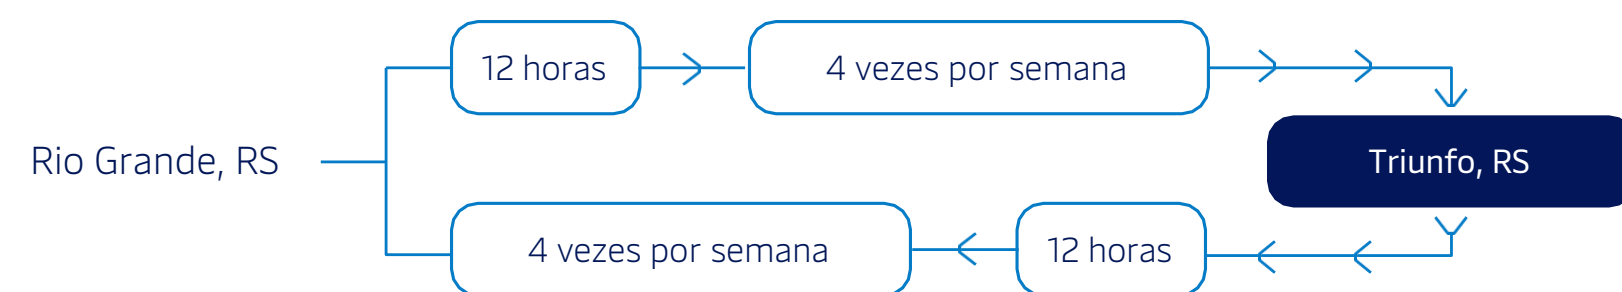 12 horas
4 vezes por semana
Rio Grande, RS
Triunfo, RS
4 vezes por semana
12 horas